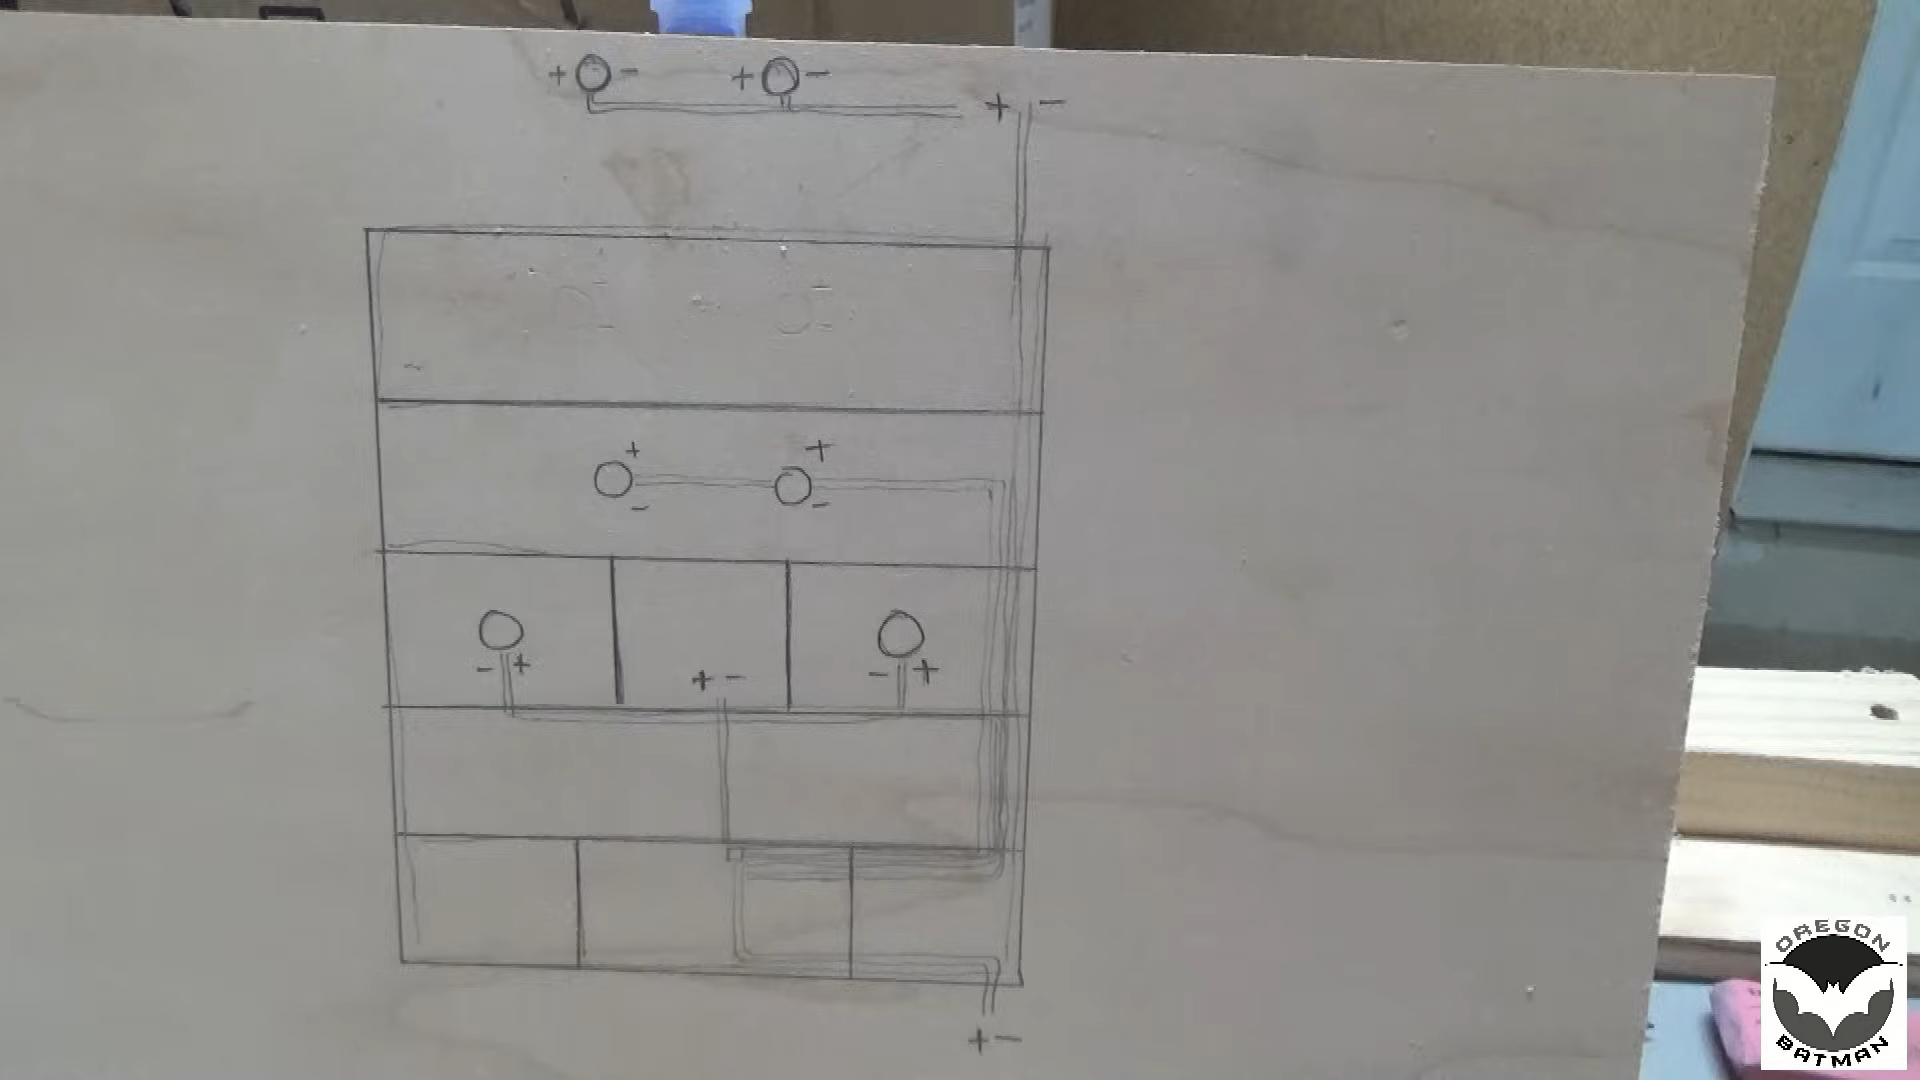 + - + -
+ -
+ +
- -
- + + - - +
+ -
OREGON
BATMAN